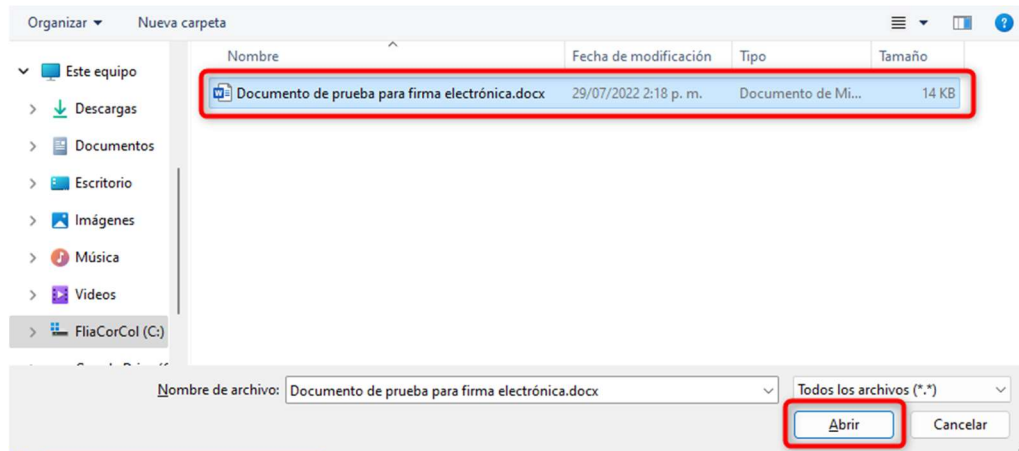 Organizar Nueva carpeta
Nombre Fecha de modificación Tipo Tamaño
Este equipo
Documento de prueba para firma electrónica.docx 29/07/2022 2:18 p. m. Documento de Mi... 14 KB
Descargas
Documentos
Escritorio
Imágenes
Música
Videos
FliaCorCol (C:)
Nombre de archivo: Documento de prueba para firma electrónica.docx Todos los archivos (*.*)
Abrir Cancelar